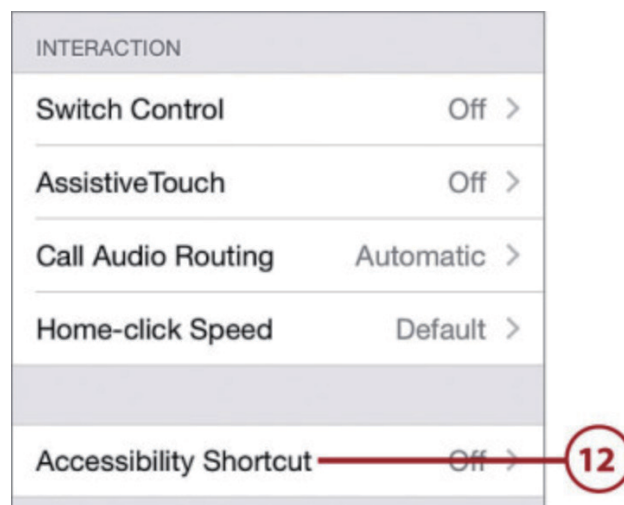 INTERACTION
Switch Control Off >
AssistiveTouch Off >
Call Audio Routing Automatic >
Home-click Speed Default >
Accessibility Shortcut Off > 12